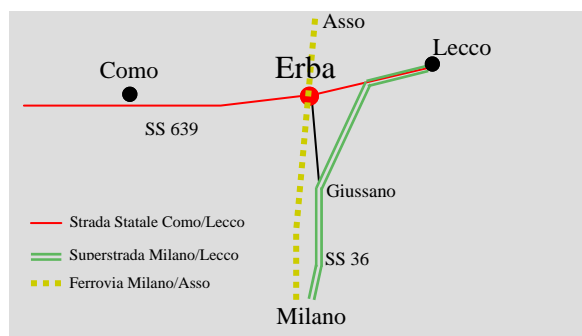 Asso
Lecco
Como
Erba
SS 639
Giussano
Strada Statale Como/Lecco
Superstrada Milano/Lecco
SS 36
Ferrovia Milano/Asso
Milano